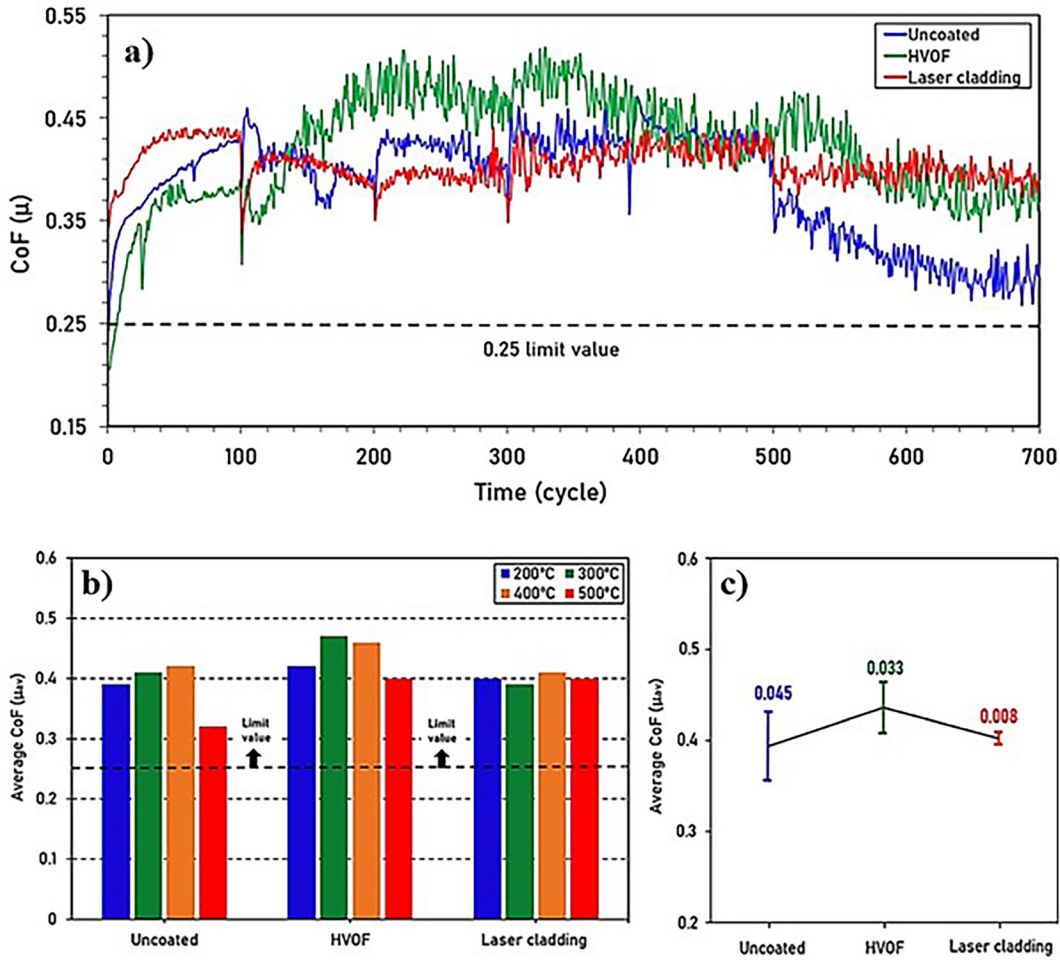 a)
Uncoated
HVOF
Laser cladding
0.55
0.45
0.35
0.25
0.15
CoF (µ)
0.25 limit value
0 100 200 300 400 500 600 700
Time (cycle)
b)
200°C 300°C
400°C 500°C
0.6
0.5
0.4
0.3
0.2
0.1
0
Average CoF (µav)
Limit
value
Limit
value
Uncoated HVOF Laser cladding
c)
0.6
0.5
0.4
0.3
0.2
Average CoF (µav)
0.045
0.033
0.008
Uncoated HVOF Laser cladding